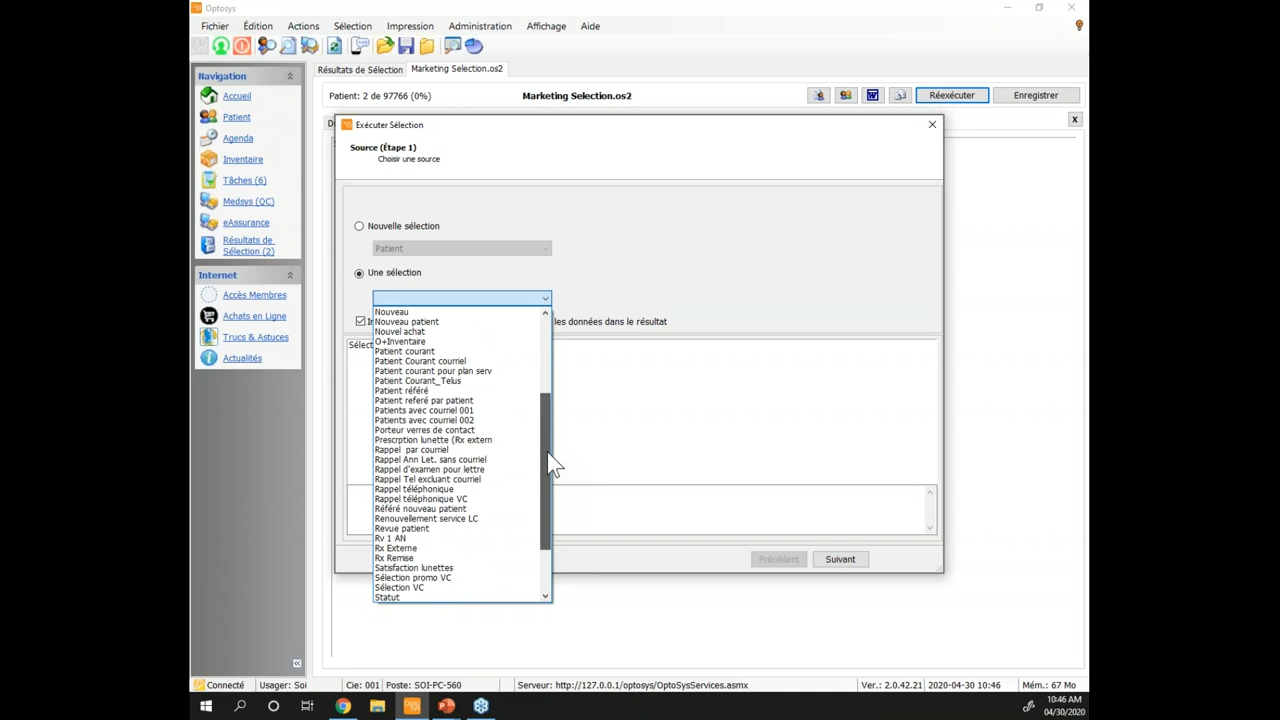 Optosys
Fichier Édition Actions Sélection Impression Administration Affichage Aide
Navigation
Accueil
Patient
Agenda
Inventaire
Tâches (6)
Medsys (QC)
eAssurance
Résultats de
Sélection (2)
Internet
Accès Membres
Achats en Ligne
Trucs & Astuces
Actualités
Résultats de Sélection Marketing Selection.os2
Patient: 2 de 97766 (0%) Marketing Selection.os2 Réexécuter Enregistrer
Exécuter Sélection
Source (Étape 1)
Choisir une source
Nouvelle sélection
Patient
Une sélection
les données dans le résultat
Sélect
Nouveau
Nouveau patient
Nouvel achat
O+Inventaire
Patient courant
Patient Courant courriel
Patient courant pour plan serv
Patient Courant_Telus
Patient référé
Patient referé par patient
Patients avec courriel 001
Patients avec courriel 002
Porteur verres de contact
Prescrption lunette (Rx extern
Rappel par courriel
Rappel Ann Let. sans courriel
Rappel d'examen pour lettre
Rappel Tel excluant courriel
Rappel téléphonique
Rappel téléphonique VC
Référé nouveau patient
Renouvellement service LC
Revue patient
Rv 1 AN
Rx Externe
Rx Remise
Satisfaction lunettes
Sélection promo VC
Sélection VC
Statut
Précédent Suivant
Connecté Usager: Soi Cie: 001 Poste: SOI-PC-560 Serveur: http://127.0.0.1/optosys/OptoSysServices.asmx Ver.: 2.0.42.21 2020-04-30 10:46 Mém.: 67 Mo
10:46 AM
04/30/2020